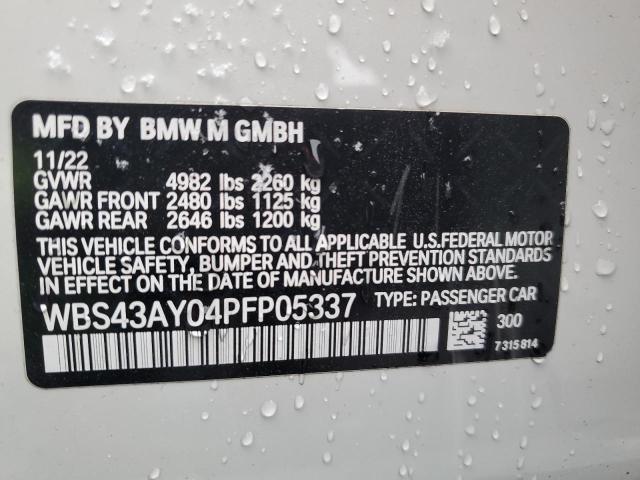 MFD BY BMW M GMBH
11/22
GVWR 4982 lbs 2260 kg
GAWR FRONT 2480 lbs 1125 kg
GAWR REAR 2646 lbs 1200 kg
THIS VEHICLE CONFORMS TO ALL APPLICABLE U.S.FEDERAL MOTOR
VEHICLE SAFETY, BUMPER AND THEFT PREVENTION STANDARDS
IN EFFECT ON THE DATE OF MANUFACTURE SHOWN ABOVE.
WBS43AY04PFP05337 TYPE: PASSENGER CAR
300
7 315 814